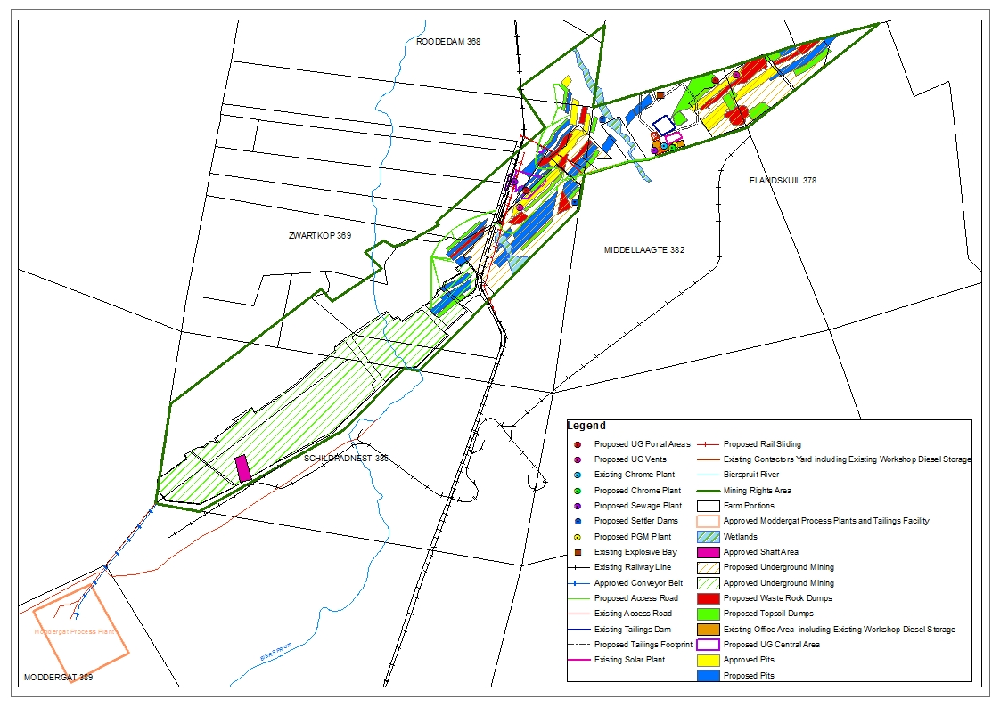 ROODEDAM 368
ELANDSKUIL 378
ZWARTKOP 369
MIDDELLAAGTE 382
SCHILDPADNEST 385
Moddergat Process Plant
BIERSPRUIT
MODDERGAT 389
Legend
Proposed UG Portal Areas
Proposed UG Vents
Existing Chrome Plant
Proposed Chrome Plant
Proposed Sewage Plant
Proposed Settler Dams
Proposed PGM Plant
Existing Explosive Bay
Existing Railway Line
Approved Conveyor Belt
Proposed Access Road
Existing Access Road
Existing Tailings Dam
Proposed Tailings Footprint
Existing Solar Plant
Proposed Rail Sliding
Existing Contactors Yard including Existing Workshop Diesel Storage
Bierspruit River
Mining Rights Area
Farm Portions
Approved Moddergat Process Plants and Tailings Facility
Wetlands
Approved Shaft Area
Proposed Underground Mining
Approved Underground Mining
Proposed Waste Rock Dumps
Proposed Topsoil Dumps
Existing Office Area including Existing Workshop Diesel Storage
Proposed UG Central Area
Approved Pits
Proposed Pits